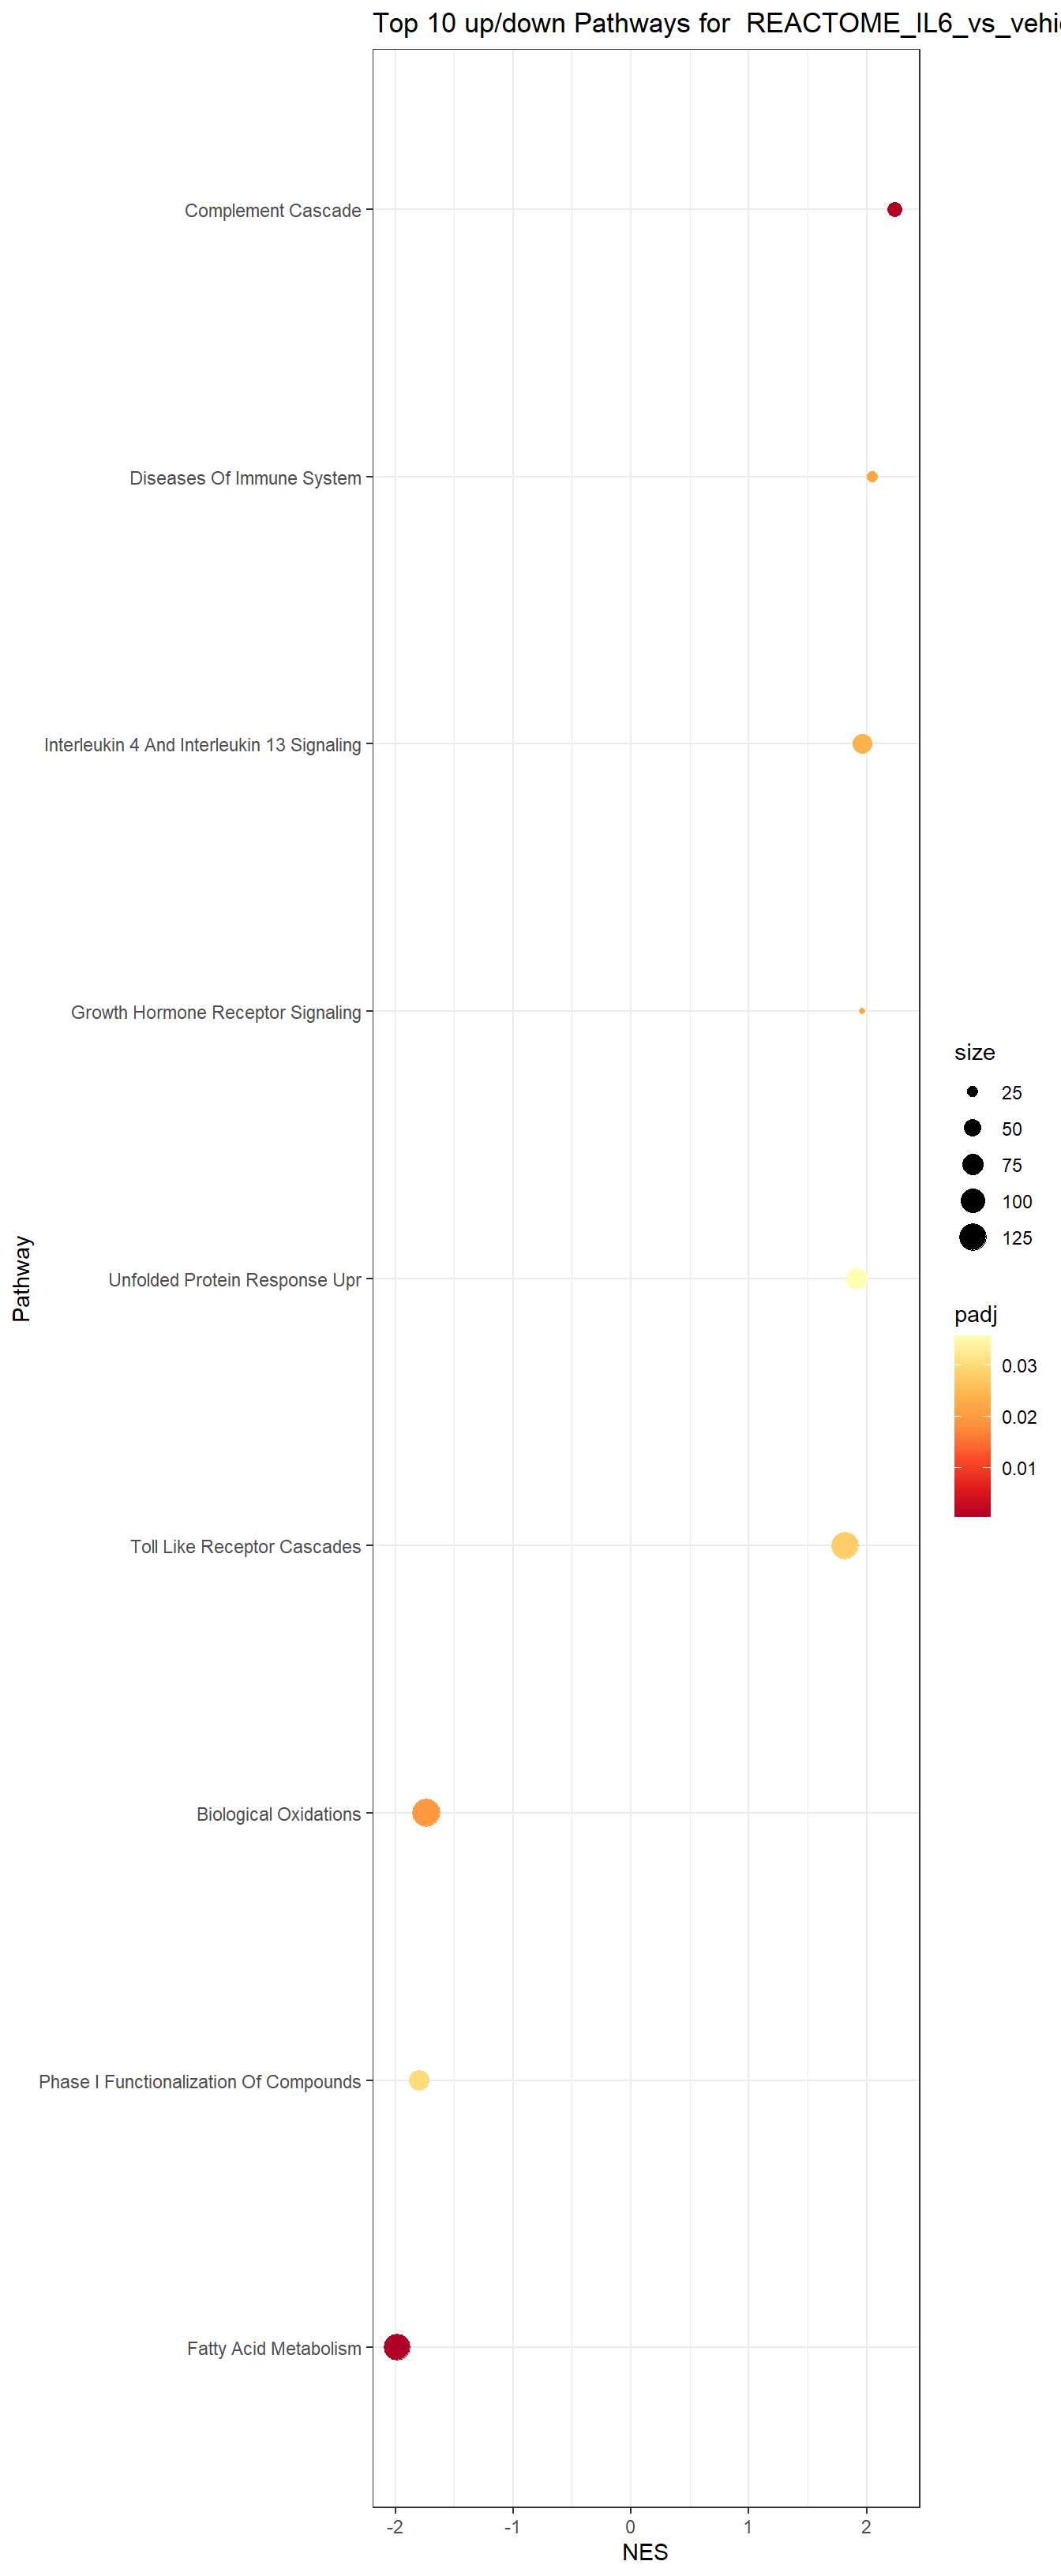 Top 10 up/down Pathways for  REACTOME_IL6_vs_vehi
Complement Cascade
Diseases Of Immune System
Interleukin 4 And Interleukin 13 Signaling
Growth Hormone Receptor Signaling
Unfolded Protein Response Upr
Toll Like Receptor Cascades
Biological Oxidations
Phase I Functionalization Of Compounds
Fatty Acid Metabolism
Pathway
-2
-1
0
1
2
NES
size
25
50
75
100
125
padj
0.03
0.02
0.01